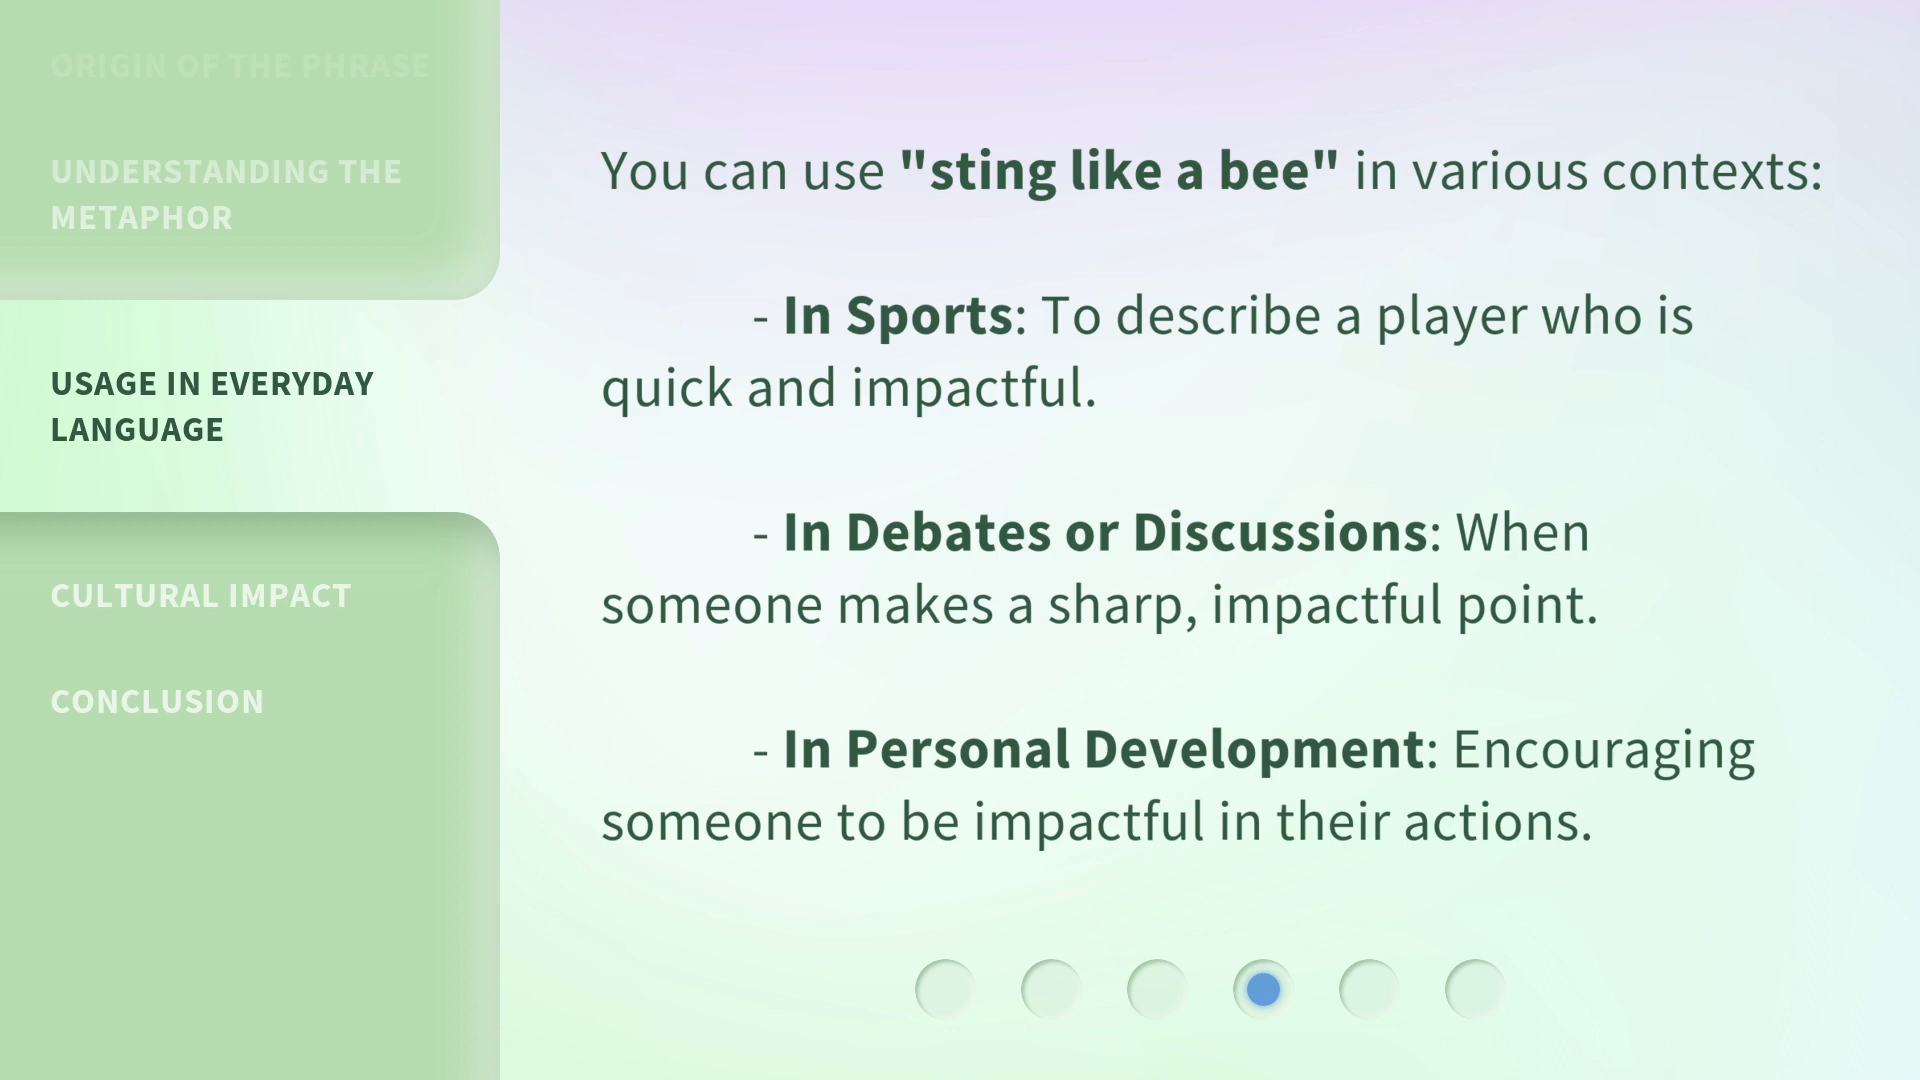 ORIGIN OF THE PHRASE
UNDERSTANDING THE
METAPHOR
USAGE IN EVERYDAY
LANGUAGE
CULTURAL IMPACT
CONCLUSION
You can use "sting like a bee" in various contexts:
- In Sports: To describe a player who is
quick and impactful.
- In Debates or Discussions: When
someone makes a sharp, impactful point.
- In Personal Development: Encouraging
someone to be impactful in their actions.